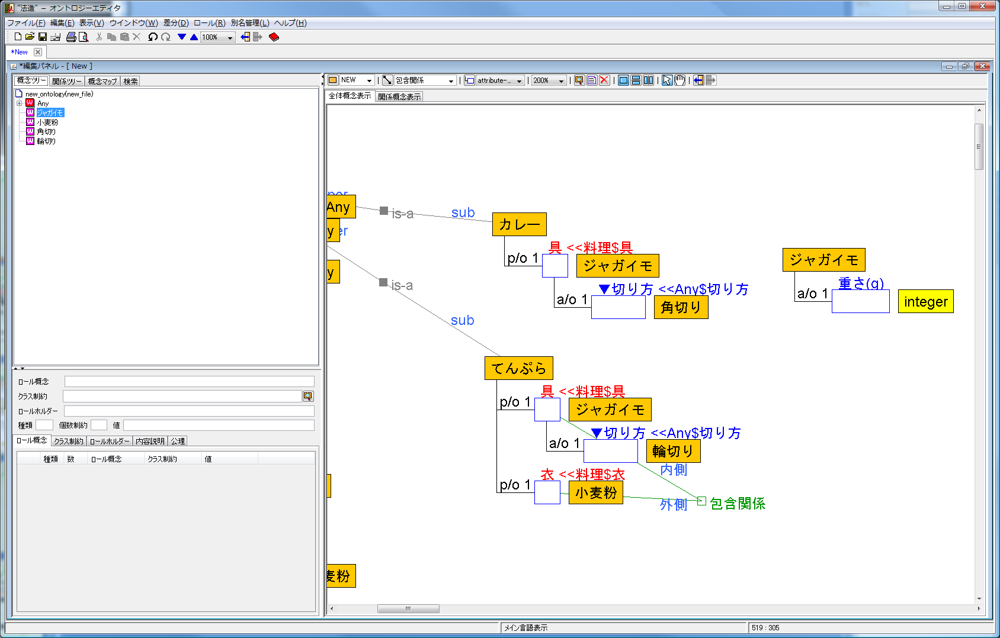 "法造" － オントロジーエディタ
ファイル(F) 編集(E) 表示(V) ウインドウ(W) 差分(D) ロール(R) 別名管理(L) ヘルプ(H)
100%
*New
*編集パネル - [ New ]
概念ツリー 関係ツリー 概念マップ 検索
NEW 包含関係 attribute-... 200%
全体概念表示 関係概念表示
new_ontology(new_file)
Any
ジャガイモ
小麦粉
角切り
輪切り
Any
is-a
sub
カレー
y
er
具 <<料理$具
p/o 1
ジャガイモ
▼切り方 <<Any$切り方
a/o 1
角切り
ジャガイモ
重さ(g)
a/o 1
integer
y
is-a
sub
てんぷら
具 <<料理$具
p/o 1
ジャガイモ
▼切り方 <<Any$切り方
a/o 1
輪切り
内側
衣 <<料理$衣
p/o 1
小麦粉
外側
包含関係
麦粉
ロール概念
クラス制約
ロールホルダー
種類 個数制約 値
ロール概念 クラス制約 ロールホルダー 内容説明 公理
種類 数 ロール概念 クラス制約 値
メイン言語表示
519 : 305